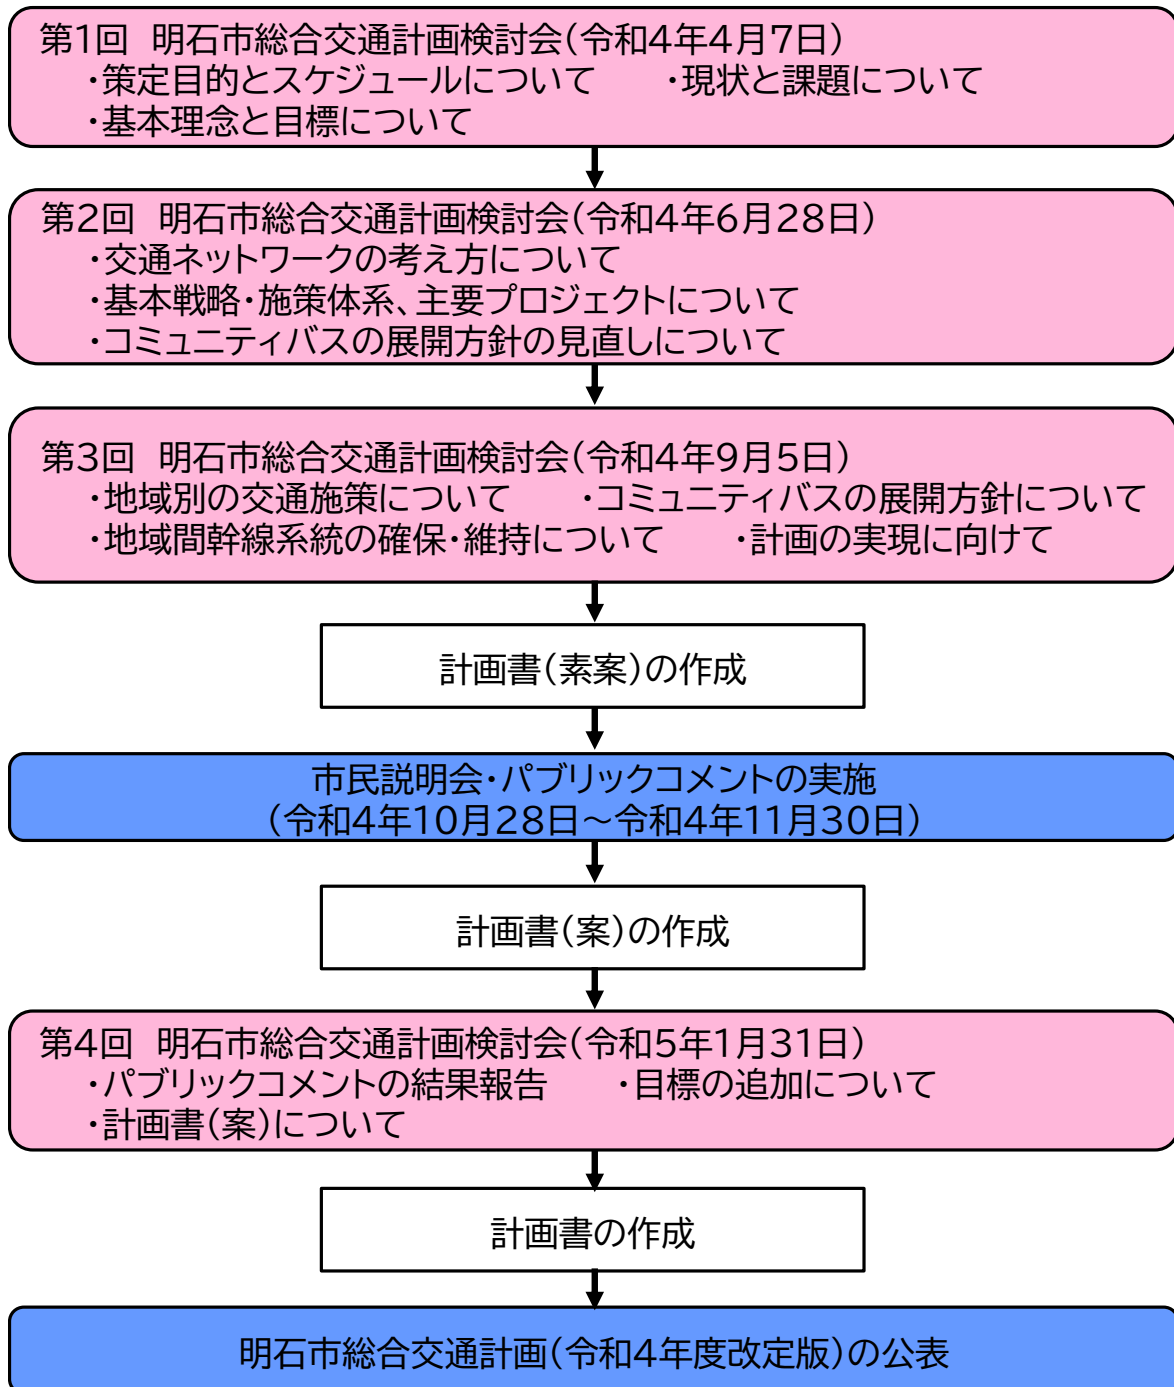 第1回 明石市総合交通計画検討会(令和4年4月7日)
・策定目的とスケジュールについて ・現状と課題について
・基本理念と目標について
第2回 明石市総合交通計画検討会(令和4年6月28日)
・交通ネットワークの考え方について
・基本戦略・施策体系、主要プロジェクトについて
・コミュニティバスの展開方針の見直しについて
第3回 明石市総合交通計画検討会(令和4年9月5日)
・地域別の交通施策について ・コミュニティバスの展開方針について
・地域間幹線系統の確保・維持について ・計画の実現に向けて
計画書(素案)の作成
市民説明会・パブリックコメントの実施
(令和4年10月28日~令和4年11月30日)
計画書(案)の作成
第4回 明石市総合交通計画検討会(令和5年1月31日)
・パブリックコメントの結果報告 ・目標の追加について
・計画書(案)について
計画書の作成
明石市総合交通計画(令和4年度改定版)の公表